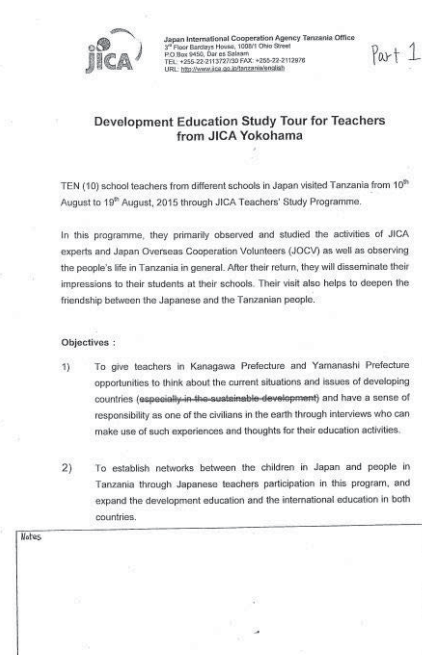 jICA
Japan International Cooperation Agency Tanzania Office
3rd Floor Barclays House, 1008/1 Ohio Street
P.O.Box 9450, Dar es Salaam
TEL: +255-22-2113727/30 FAX: +255-22-2112976
URL: http://www.jica.go.jp/tanzania/english
Part 1
Development Education Study Tour for Teachers
from JICA Yokohama
TEN (10) school teachers from different schools in Japan visited Tanzania from 10th
August to 19th August, 2015 through JICA Teachers' Study Programme.
In this programme, they primarily observed and studied the activities of JICA
experts and Japan Overseas Cooperation Volunteers (JOCV) as well as observing
the people's life in Tanzania in general. After their return, they will disseminate their
impressions to their students at their schools. Their visit also helps to deepen the
friendship between the Japanese and the Tanzanian people.
Objectives :
1) To give teachers in Kanagawa Prefecture and Yamanashi Prefecture
opportunities to think about the current situations and issues of developing
countries (especially in the sustainable development) and have a sense of
responsibility as one of the civilians in the earth through interviews who can
make use of such experiences and thoughts for their education activities.
2) To establish networks between the children in Japan and people in
Tanzania through Japanese teachers participation in this program, and
expand the development education and the international education in both
countries.
Notes